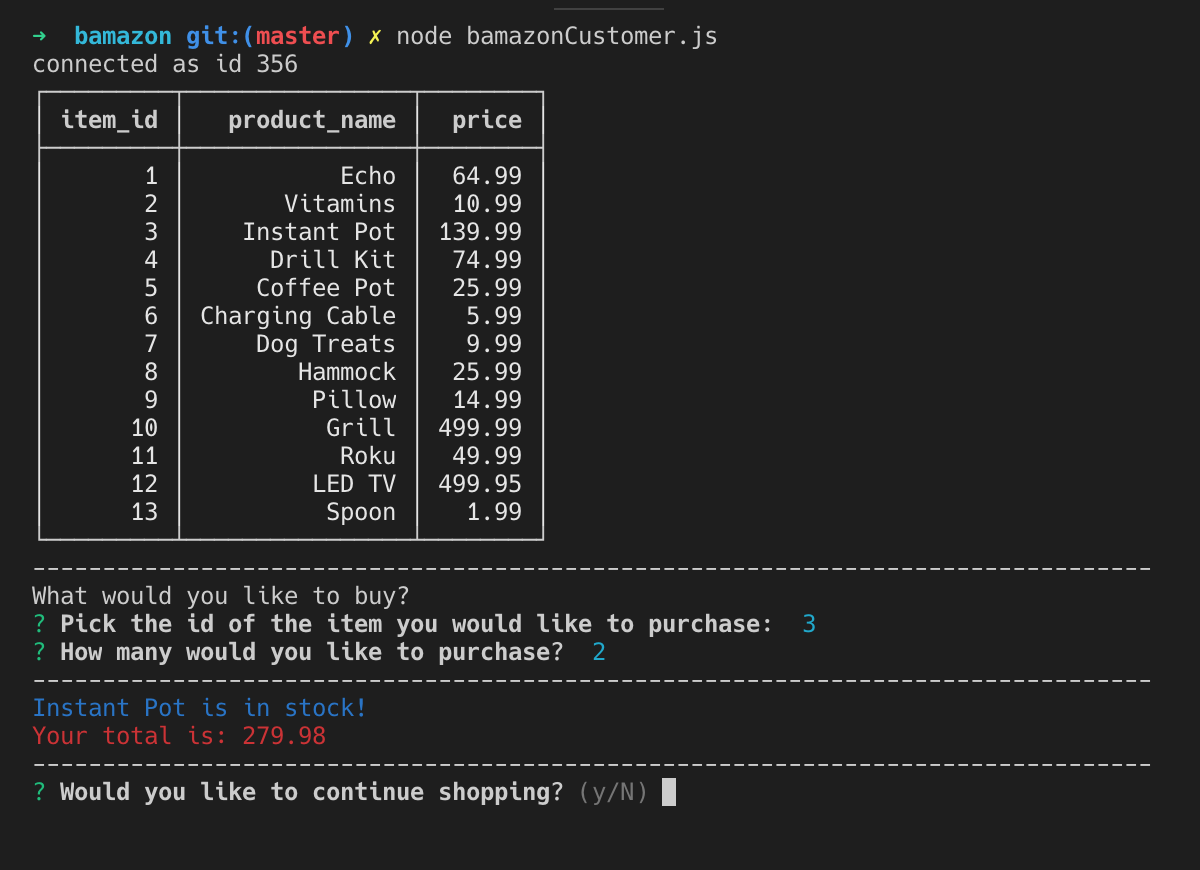 → bamazon git:(master) ✗ node bamazonCustomer.js
connected as id 356
item_id product_name price
1 Echo 64.99
2 Vitamins 10.99
3 Instant Pot 139.99
4 Drill Kit 74.99
5 Coffee Pot 25.99
6 Charging Cable 5.99
7 Dog Treats 9.99
8 Hammock 25.99
9 Pillow 14.99
10 Grill 499.99
11 Roku 49.99
12 LED TV 499.95
13 Spoon 1.99
--------------------------------------------------------------------------------
What would you like to buy?
? Pick the id of the item you would like to purchase: 3
? How many would you like to purchase? 2
--------------------------------------------------------------------------------
Instant Pot is in stock!
Your total is: 279.98
--------------------------------------------------------------------------------
? Would you like to continue shopping? (y/N)